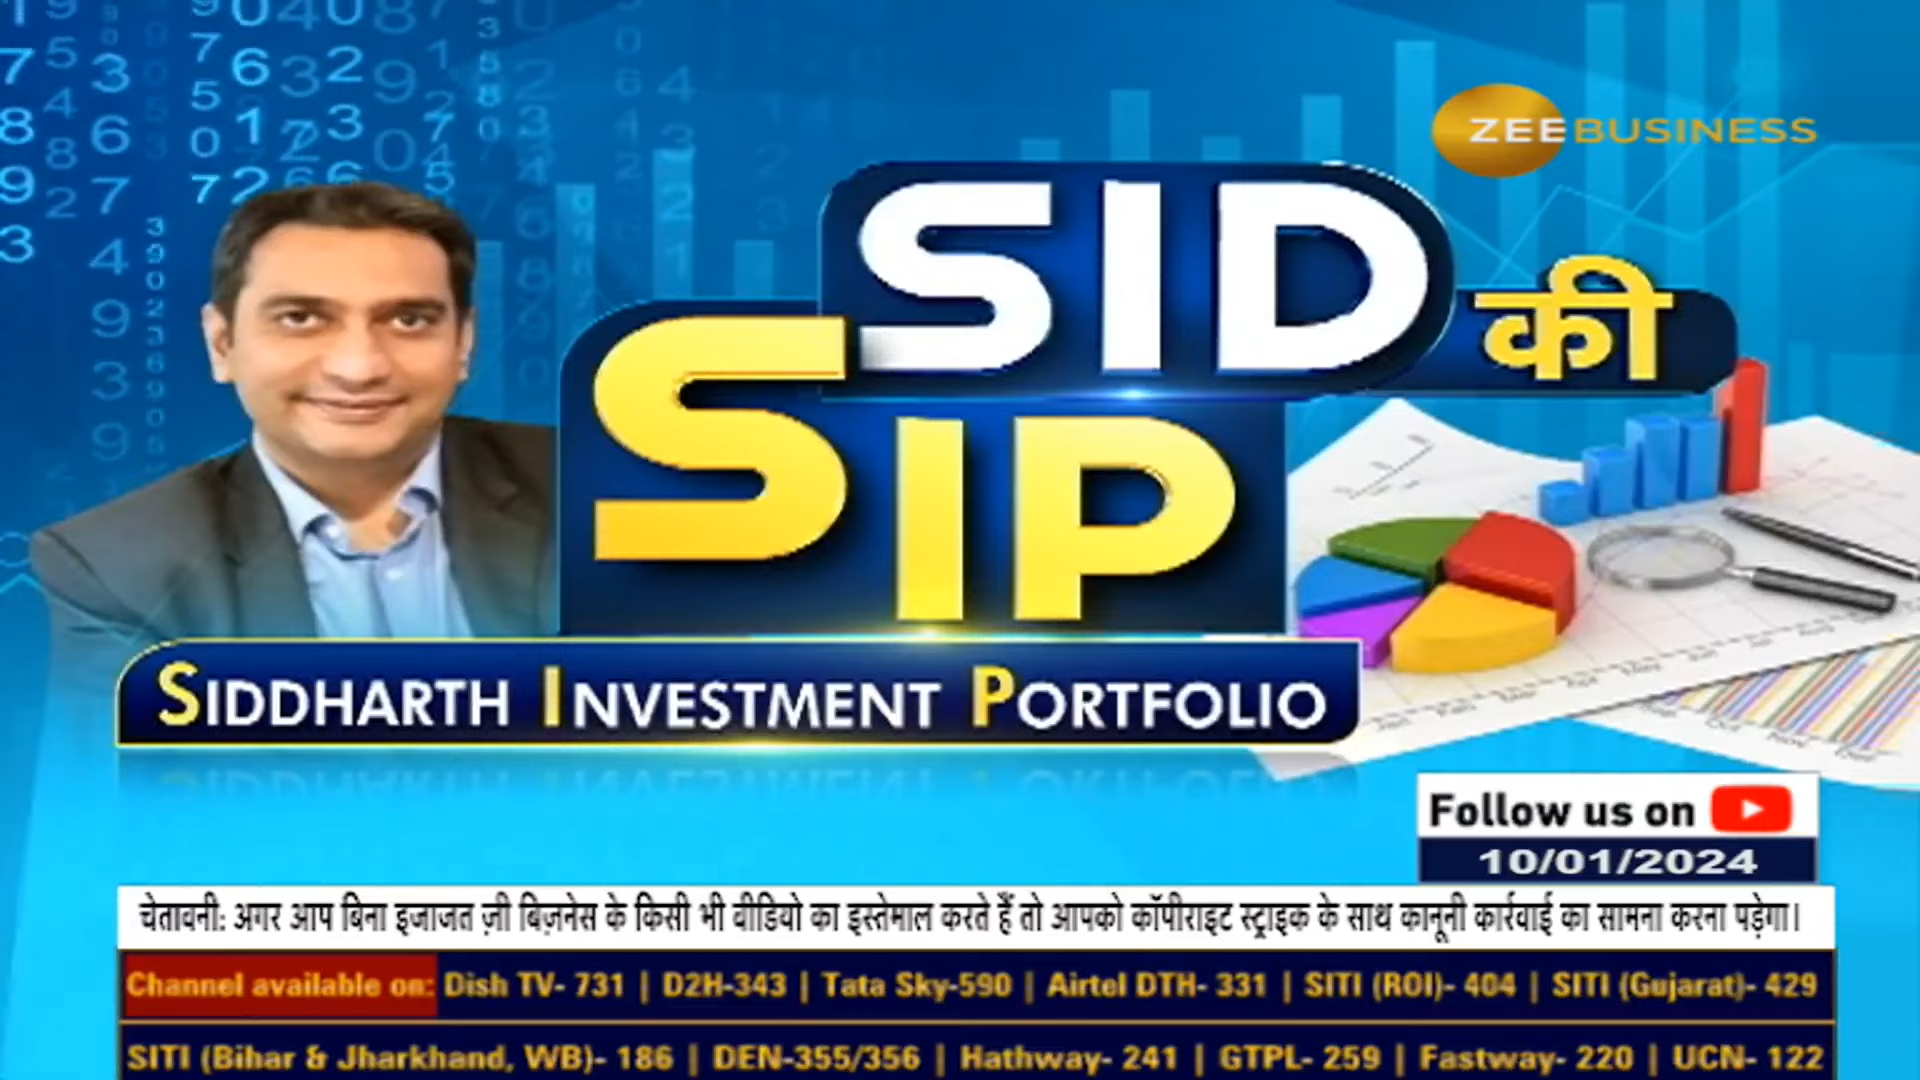 ZEEBUSINESS
SID की
SIP
SIDDHARTH INVESTMENT PORTFOLIO
Follow us on
10/01/2024
चेतावनी: अगर आप बिना इजाजत ज़ी बिज़नेस के किसी भी वीडियो का इस्तेमाल करते हैं तो आपको कॉपीराइट स्ट्राइक के साथ कानूनी कार्रवाई का सामना करना पड़ेगा।
Channel available on: Dish TV- 731 | D2H-343 | Tata Sky-590 | Airtel DTH- 331 | SITI (ROI)- 404 | SITI (Gujarat)- 429
SITI (Bihar & Jharkhand, WB)- 186 | DEN-355/356 | Hathway- 241 | GTPL- 259 | Fastway- 220 | UCN- 122